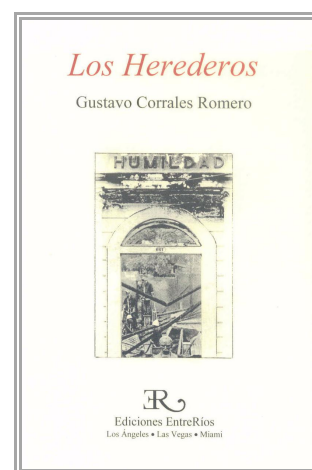 Los Herederos
Gustavo Corrales Romero
HUMILDAD
ER
Ediciones EntreRíos
Los Ángeles • Las Vegas • Miami